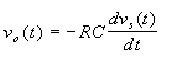 v_o(t) = −RC dv_s(t)/dt